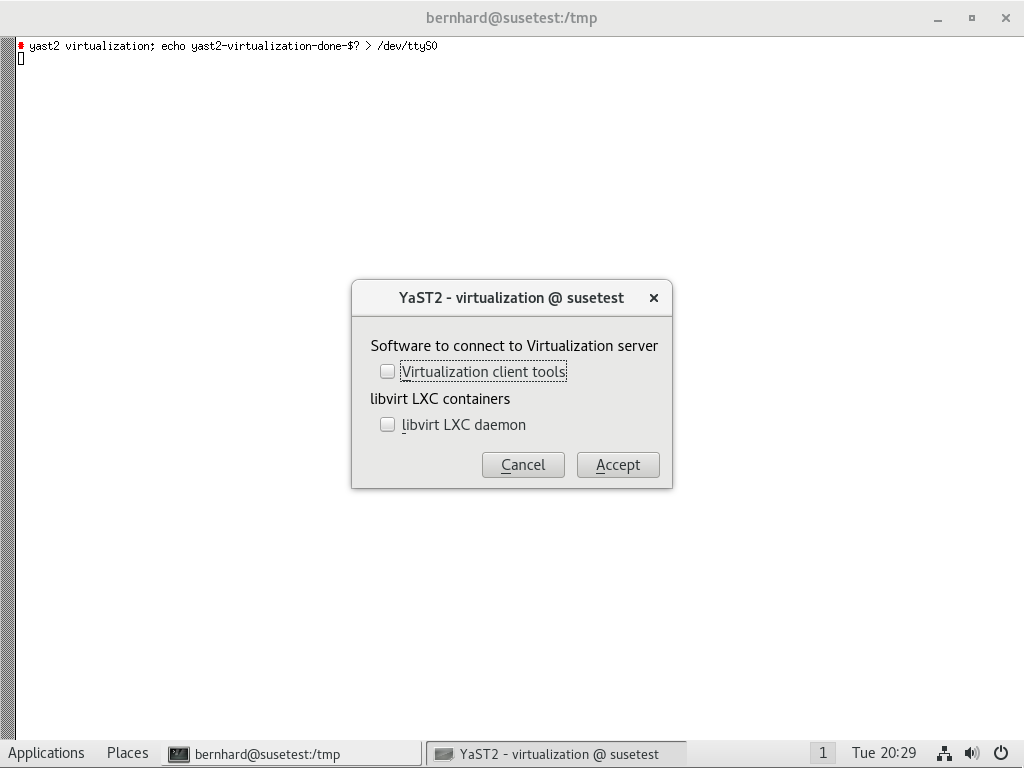 bernhard@susetest:/tmp
# yast2 virtualization; echo yast2-virtualization-done-$? > /dev/ttyS0
YaST2 - virtualization @ susetest
Software to connect to Virtualization server
Virtualization client tools
libvirt LXC containers
libvirt LXC daemon
Cancel Accept
Applications Places bernhard@susetest:/tmp YaST2 - virtualization @ susetest 1 Tue 20:29